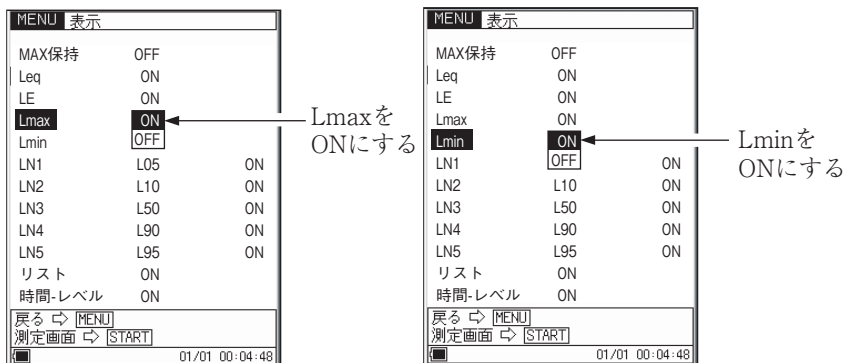 MENU 表示
MAX保持 OFF
Leq ON
LE ON
Lmax ON
Lmin OFF
LN1 L05 ON
LN2 L10 ON
LN3 L50 ON
LN4 L90 ON
LN5 L95 ON
リスト ON
時間-レベル ON
戻る ⇨ MENU
測定画面 ⇨ START
01/01 00:04:48
Lmaxを
ONにする
MENU 表示
MAX保持 OFF
Leq ON
LE ON
Lmax ON
Lmin ON
LN1 OFF ON
LN2 L10 ON
LN3 L50 ON
LN4 L90 ON
LN5 L95 ON
リスト ON
時間-レベル ON
戻る ⇨ MENU
測定画面 ⇨ START
01/01 00:04:48
Lminを
ONにする